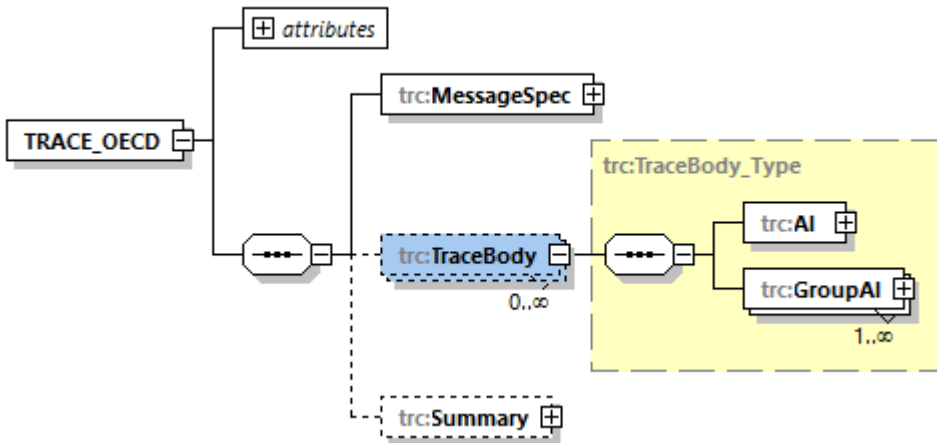 attributes
trc:MessageSpec
TRACE_OECD
trc:TraceBody_Type
trc:AI
trc:TraceBody
0..∞
trc:GroupAI
1..∞
trc:Summary